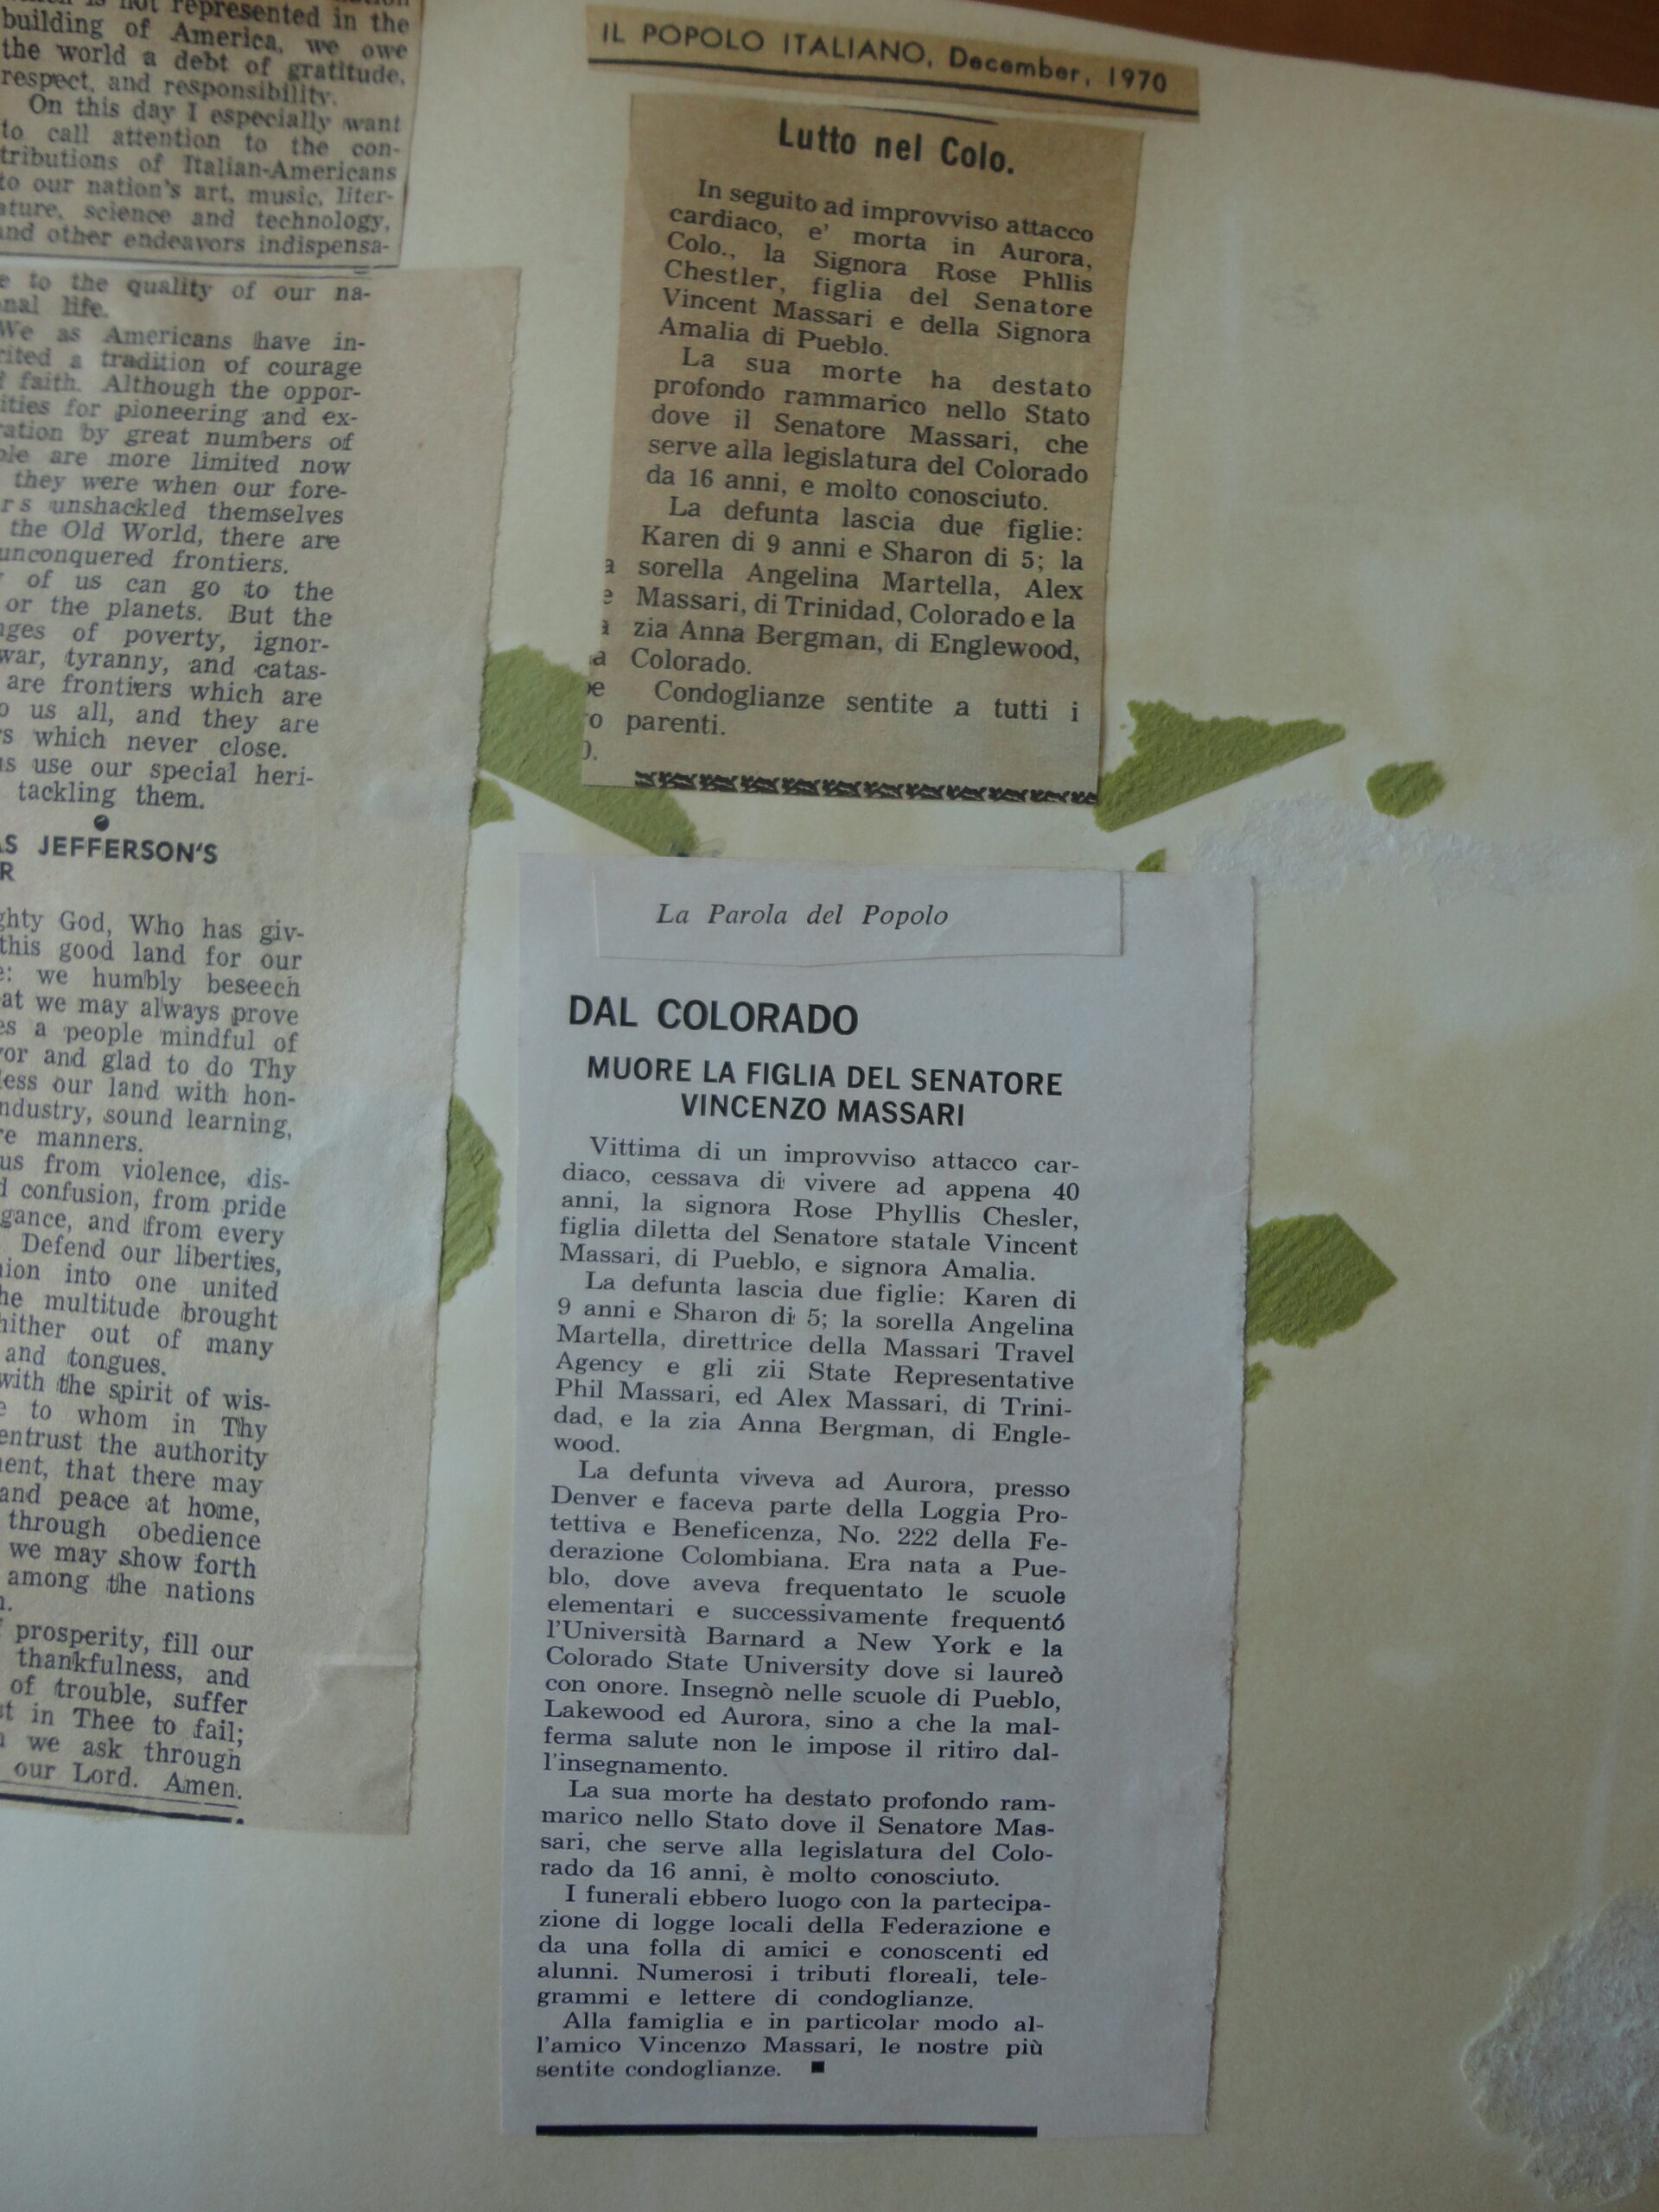 not represented in the
building of America, we owe
the world a debt of gratitude,
respect, and responsibility.
On this day I especially want
to call attention to the con-
tributions of Italian-Americans
to our nation's art, music, liter-
ature, science and technology,
and other endeavors indispensa-
e to the quality of our na-
nal life.
We as Americans have in-
rited a tradition of courage
faith. Although the oppor-
ities for pioneering and ex-
ration by great numbers of
ple are more limited now
they were when our fore-
rs unshackled themselves
the Old World, there are
unconquered frontiers.
of us can go to the
or the planets. But the
nges of poverty, ignor-
war, tyranny, and catas-
are frontiers which are
o us all, and they are
s which never close.
us use our special heri-
tackling them.
AS JEFFERSON'S
R
ghty God, Who has giv-
this good land for our
e: we humbly beseech
at we may always prove
es a people mindful of
vor and glad to do Thy
less our land with hon-
ndustry, sound learning,
re manners.
us from violence, dis-
d confusion, from pride
gance, and from every
Defend our liberties,
nion into one united
he multitude brought
hither out of many
and tongues.
with the spirit of wis-
e to whom in Thy
entrust the authority
ment, that there may
and peace at home,
through obedience
we may show forth
among the nations
h.
prosperity, fill our
thankfulness, and
of trouble, suffer
st in Thee to fail;
we ask through
our Lord. Amen.
IL POPOLO ITALIANO, December, 1970
Lutto nel Colo.
In seguito ad improvviso attacco
cardiaco, e' morta in Aurora,
Colo., la Signora Rose Phllis
Chestler, figlia del Senatore
Vincent Massari e della Signora
Amalia di Pueblo.
La sua morte ha destato
profondo rammarico nello Stato
dove il Senatore Massari, che
serve alla legislatura del Colorado
da 16 anni, e molto conosciuto.
La defunta lascia due figlie:
Karen di 9 anni e Sharon di 5; la
a sorella Angelina Martella, Alex
e Massari, di Trinidad, Colorado e la
a zia Anna Bergman, di Englewood,
a Colorado.
pe Condoglianze sentite a tutti i
ro parenti.
0.
La Parola del Popolo
DAL COLORADO
MUORE LA FIGLIA DEL SENATORE
VINCENZO MASSARI
Vittima di un improvviso attacco car-
diaco, cessava di vivere ad appena 40
anni, la signora Rose Phyllis Chesler,
figlia diletta del Senatore statale Vincent
Massari, di Pueblo, e signora Amalia.
La defunta lascia due figlie: Karen di
9 anni e Sharon di 5; la sorella Angelina
Martella, direttrice della Massari Travel
Agency e gli zii State Representative
Phil Massari, ed Alex Massari, di Trini-
dad, e la zia Anna Bergman, di Engle-
wood.
La defunta viveva ad Aurora, presso
Denver e faceva parte della Loggia Pro-
tettiva e Beneficenza, No. 222 della Fe-
derazione Colombiana. Era nata a Pue-
blo, dove aveva frequentato le scuole
elementari e successivamente frequentó
l'Università Barnard a New York e la
Colorado State University dove si laureò
con onore. Insegnò nelle scuole di Pueblo,
Lakewood ed Aurora, sino a che la mal-
ferma salute non le impose il ritiro dal-
l'insegnamento.
La sua morte ha destato profondo ram-
marico nello Stato dove il Senatore Mas-
sari, che serve alla legislatura del Colo-
rado da 16 anni, è molto conosciuto.
I funerali ebbero luogo con la partecipa-
zione di logge locali della Federazione e
da una folla di amici e conoscenti ed
alunni. Numerosi i tributi floreali, tele-
grammi e lettere di condoglianze.
Alla famiglia e in particolar modo al-
l'amico Vincenzo Massari, le nostre più
sentite condoglianze.